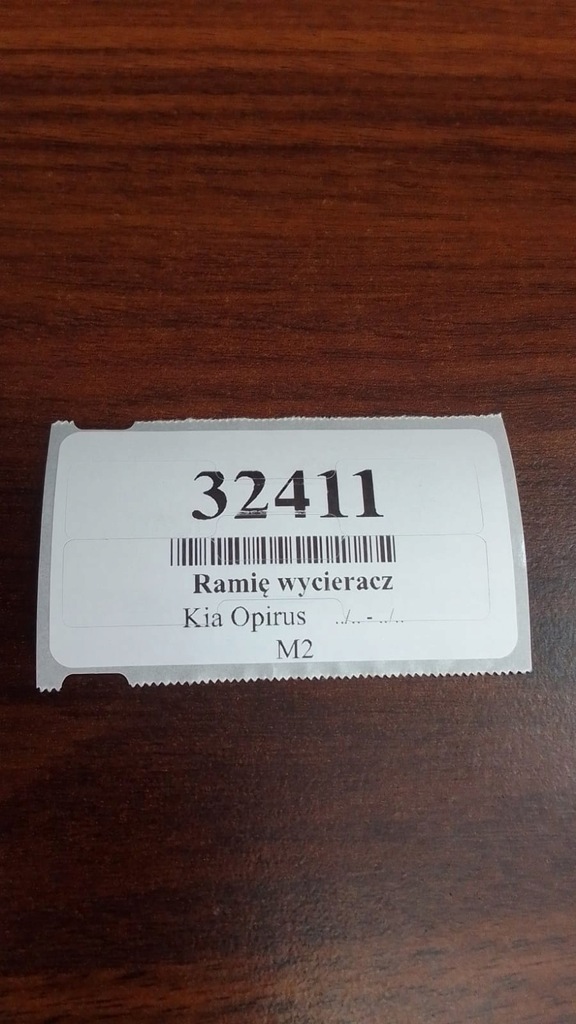 32411
Ramię wycieracz
Kia Opirus ../.. - ../..
M2